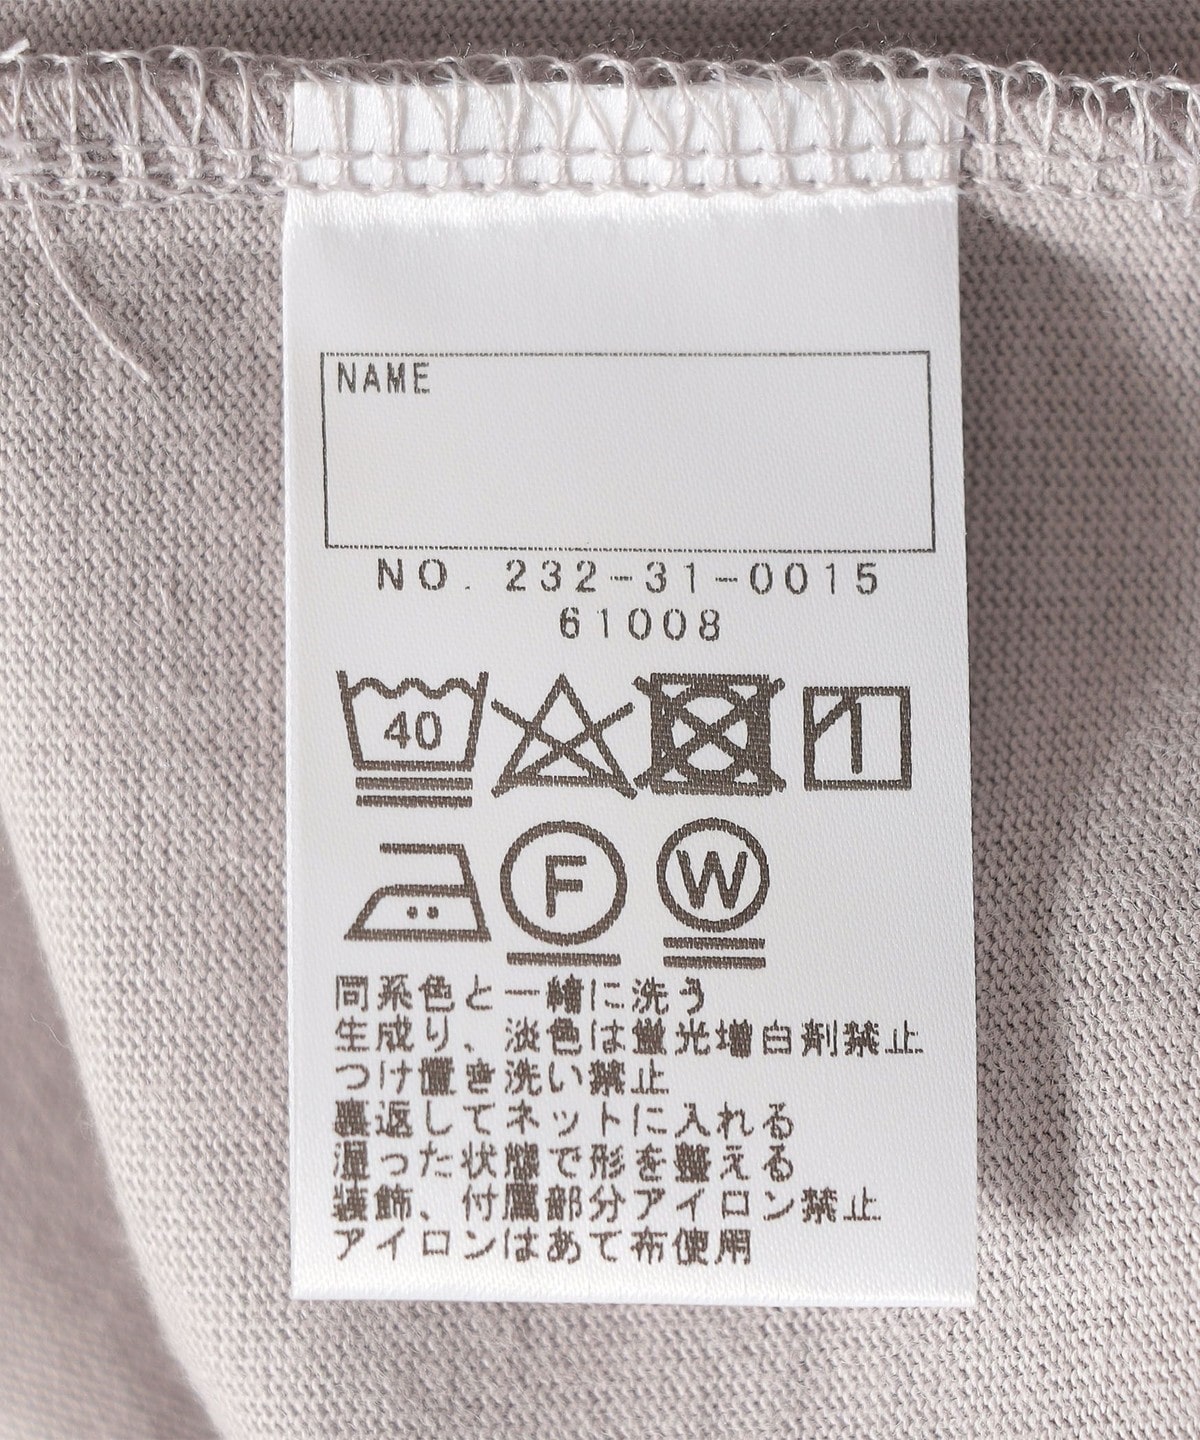 NAME
NO. 232-31-0015
61008
40
F W
同系色と一緒に洗う
生成り、淡色は蛍光増白剤禁止
つけ置き洗い禁止
裏返してネットに入れる
湿った状態で形を整える
装飾、付属部分アイロン禁止
アイロンはあて布使用